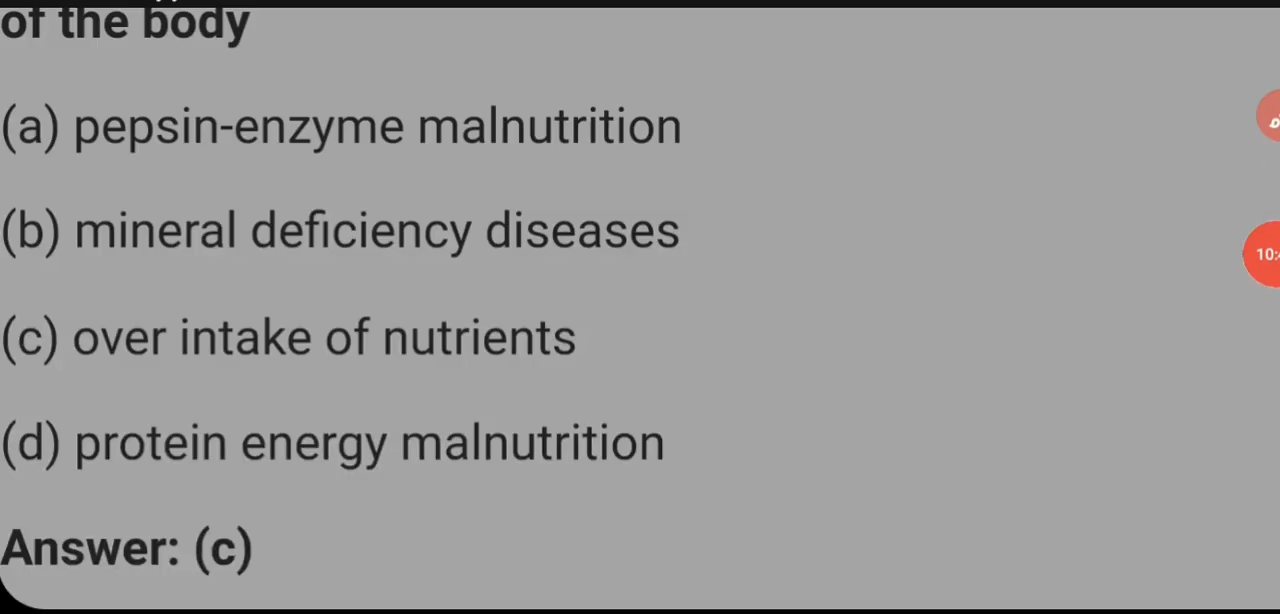 of the body
(a) pepsin-enzyme malnutrition
(b) mineral deficiency diseases
(c) over intake of nutrients
(d) protein energy malnutrition
Answer: (c)